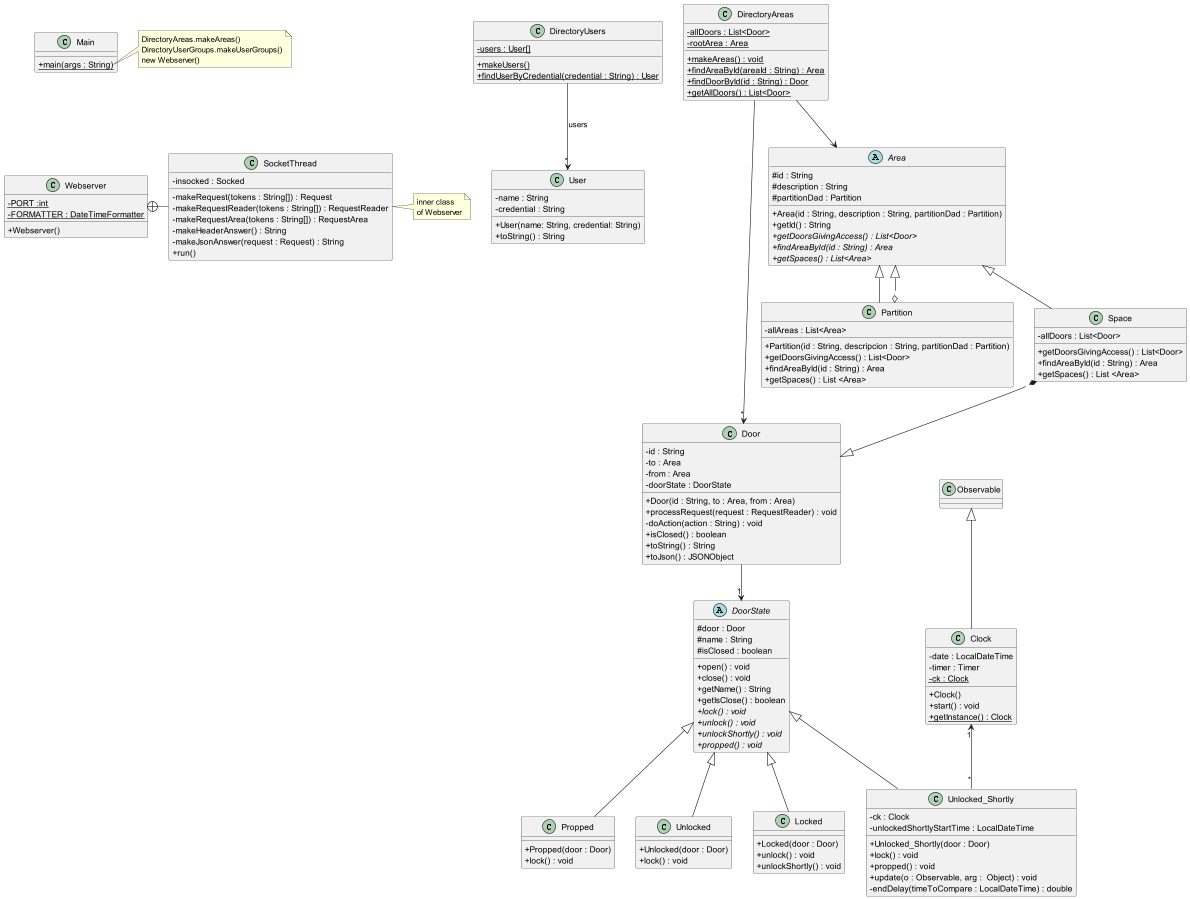 C Main
+main(args : String)
DirectoryAreas.makeAreas()
DirectoryUserGroups.makeUserGroups()
new Webserver()
C DirectoryUsers
-users : User[]
+makeUsers()
+findUserByCredential(credential : String) : User
C DirectoryAreas
-allDoors : List<Door>
-rootArea : Area
+makeAreas() : void
+findAreaById(areaId : String) : Area
+findDoorById(id : String) : Door
+getAllDoors() : List<Door>
users
*
C Webserver
-PORT :int
-FORMATTER : DateTimeFormatter
+Webserver()
C SocketThread
-insocked : Socked
-makeRequest(tokens : String[]) : Request
-makeRequestReader(tokens : String[]) : RequestReader
-makeRequestArea(tokens : String[]) : RequestArea
-makeHeaderAnswer() : String
-makeJsonAnswer(request : Request) : String
+run()
inner class
of Webserver
C User
-name : String
-credential : String
+User(name: String, credential: String)
+toString() : String
A Area
#id : String
#description : String
#partitionDad : Partition
+Area(id : String, description : String, partitionDad : Partition)
+getId() : String
+getDoorsGivingAccess() : List<Door>
+findAreaById(id : String) : Area
+getSpaces() : List<Area>
C Partition
-allAreas : List<Area>
+Partition(id : String, descripcion : String, partitionDad : Partition)
+getDoorsGivingAccess() : List<Door>
+findAreaById(id : String) : Area
+getSpaces() : List <Area>
C Space
-allDoors : List<Door>
+getDoorsGivingAccess() : List<Door>
+findAreaById(id : String) : Area
+getSpaces() : List <Area>
*
C Door
-id : String
-to : Area
-from : Area
-doorState : DoorState
+Door(id : String, to : Area, from : Area)
+processRequest(request : RequestReader) : void
-doAction(action : String) : void
+isClosed() : boolean
+toString() : String
+toJson() : JSONObject
1
C Observable
A DoorState
#door : Door
#name : String
#isClosed : boolean
+open() : void
+close() : void
+getName() : String
+getIsClose() : boolean
+lock() : void
+unlock() : void
+unlockShortly() : void
+propped() : void
C Clock
-date : LocalDateTime
-timer : Timer
-ck : Clock
+Clock()
+start() : void
+getInstance() : Clock
1
*
C Propped
+Propped(door : Door)
+lock() : void
C Unlocked
+Unlocked(door : Door)
+lock() : void
C Locked
+Locked(door : Door)
+unlock() : void
+unlockShortly() : void
C Unlocked_Shortly
-ck : Clock
-unlockedShortlyStartTime : LocalDateTime
+Unlocked_Shortly(door : Door)
+lock() : void
+propped() : void
+update(o : Observable, arg :  Object) : void
-endDelay(timeToCompare : LocalDateTime) : double